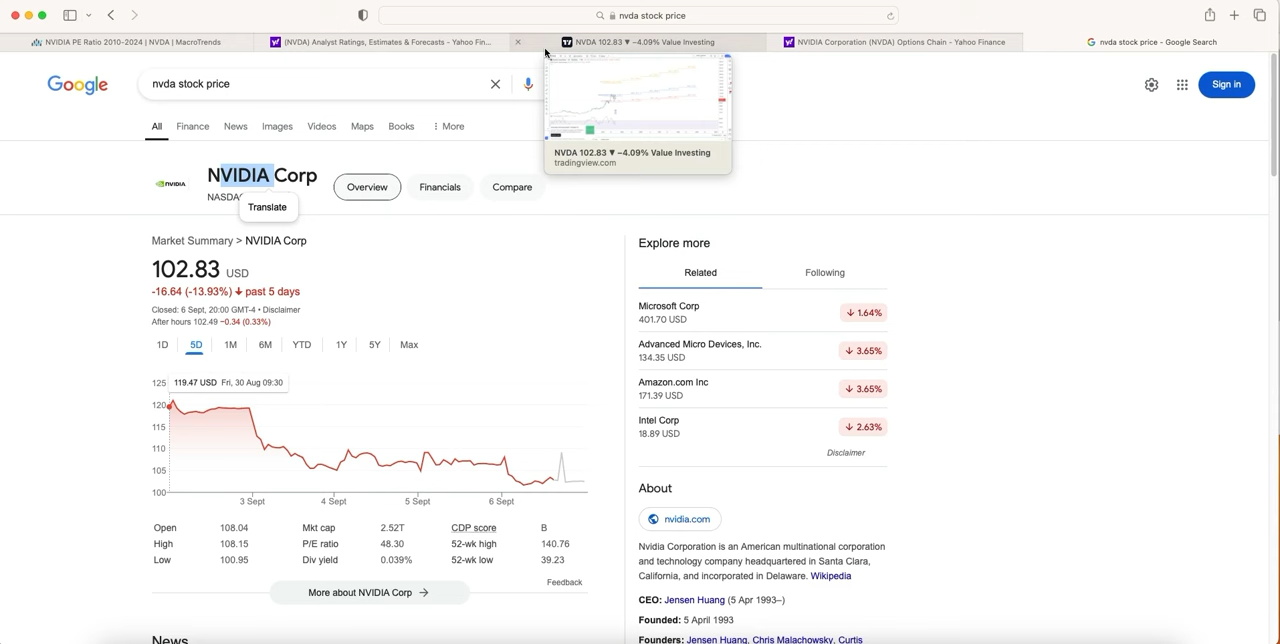 nvda stock price
NVIDIA PE Ratio 2010-2024 | NVDA | MacroTrends
(NVDA) Analyst Ratings, Estimates & Forecasts - Yahoo Fin...
NVDA 102.83 ▼ −4.09% Value Investing
NVIDIA Corporation (NVDA) Options Chain - Yahoo Finance
nvda stock price - Google Search
Google
nvda stock price
Sign in
NVDA 102.83 ▼ −4.09% Value Investing
tradingview.com
All
Finance
News
Images
Videos
Maps
Books
More
NVIDIA
NVIDIA Corp
Overview
Financials
Compare
Translate
Market Summary > NVIDIA Corp
102.83 USD
-16.64 (-13.93%) ↓ past 5 days
Closed: 6 Sept, 20:00 GMT-4 • Disclaimer
After hours 102.49 −0.34 (0.33%)
1D
5D
1M
6M
YTD
1Y
5Y
Max
119.47 USD Fri, 30 Aug 09:30
125
120
115
110
105
100
3 Sept
4 Sept
5 Sept
6 Sept
Open 108.04 Mkt cap 2.52T CDP score B
High 108.15 P/E ratio 48.30 52-wk high 140.76
Low 100.95 Div yield 0.039% 52-wk low 39.23
Feedback
More about NVIDIA Corp →
News
Explore more
Related
Following
Microsoft Corp
401.70 USD
↓ 1.64%
Advanced Micro Devices, Inc.
134.35 USD
↓ 3.65%
Amazon.com Inc
171.39 USD
↓ 3.65%
Intel Corp
18.89 USD
↓ 2.63%
Disclaimer
About
nvidia.com
Nvidia Corporation is an American multinational corporation
and technology company headquartered in Santa Clara,
California, and incorporated in Delaware. Wikipedia
CEO: Jensen Huang (5 Apr 1993–)
Founded: 5 April 1993
Founders: Jensen Huang, Chris Malachowsky, Curtis